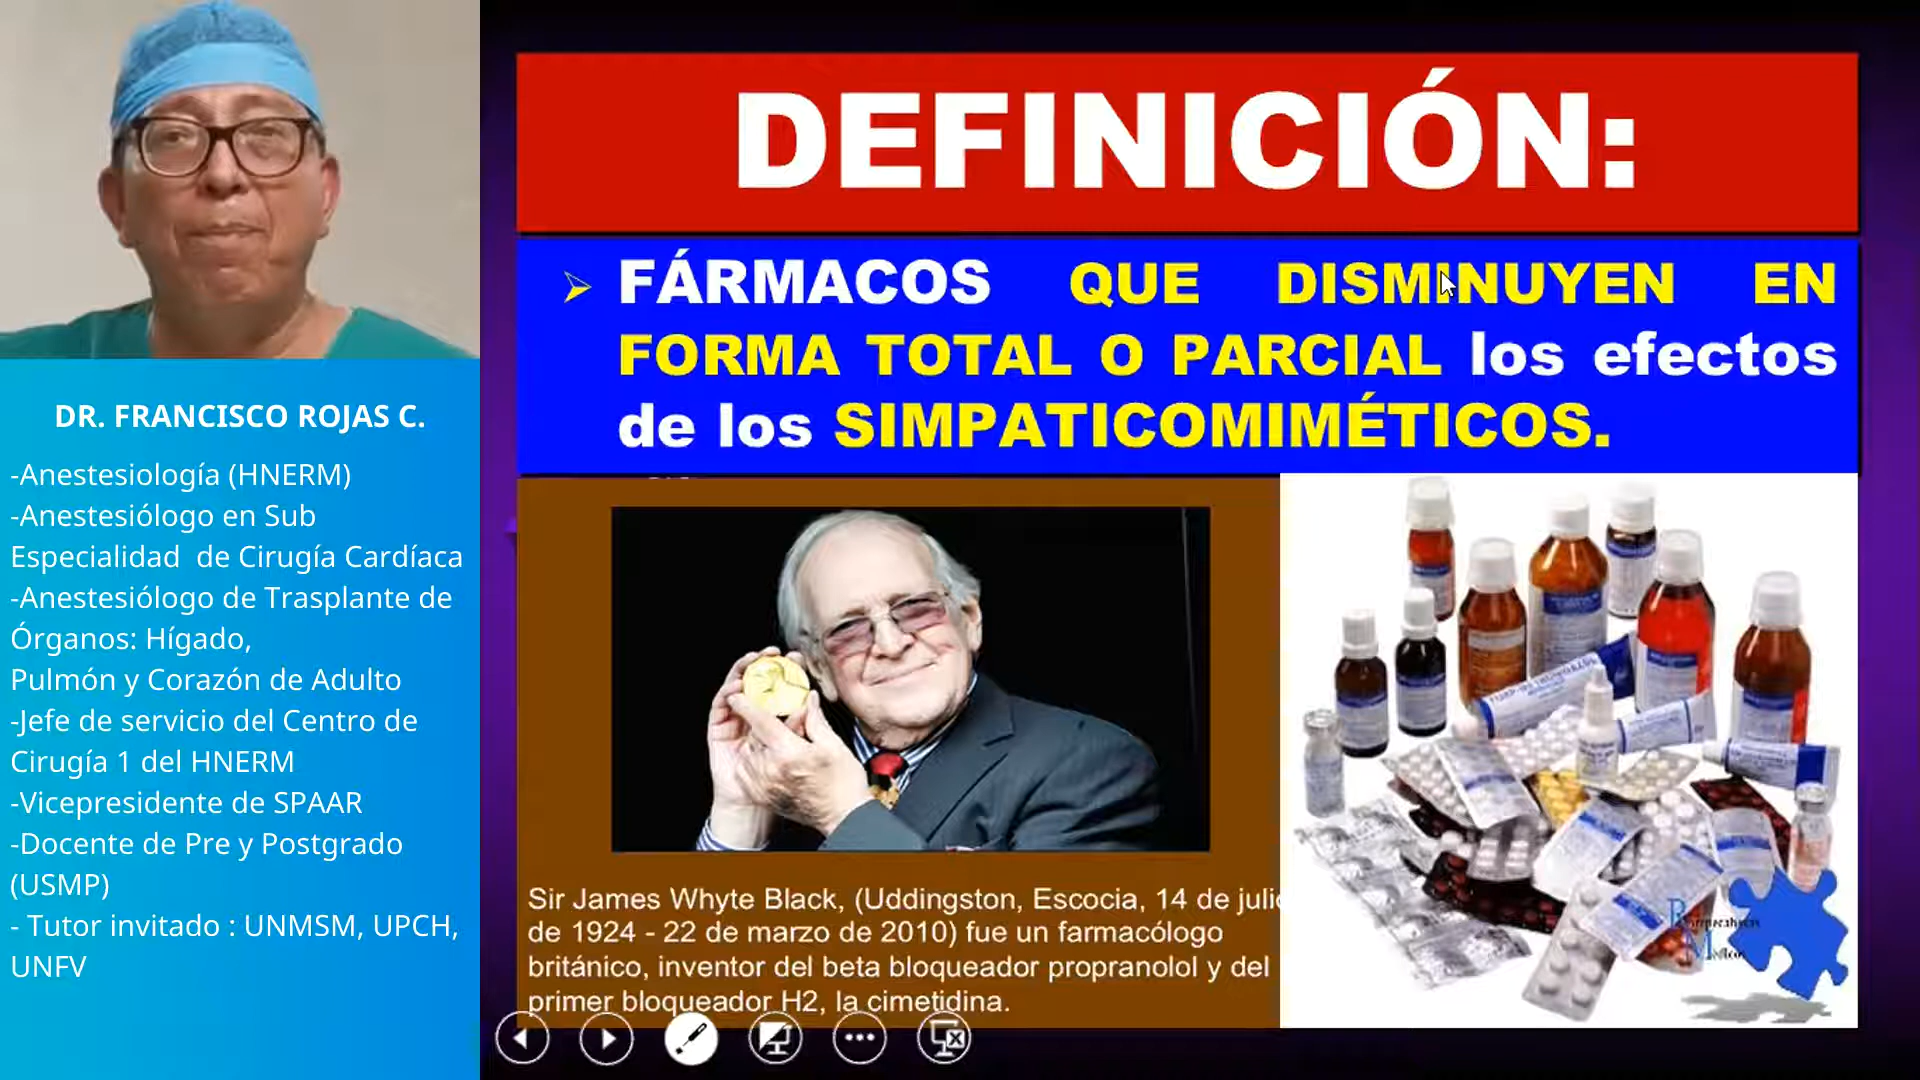 DR. FRANCISCO ROJAS C.
-Anestesiología (HNERM)
-Anestesiólogo en Sub
Especialidad de Cirugía Cardíaca
-Anestesiólogo de Trasplante de
Órganos: Hígado,
Pulmón y Corazón de Adulto
-Jefe de servicio del Centro de
Cirugía 1 del HNERM
-Vicepresidente de SPAAR
-Docente de Pre y Postgrado
(USMP)
- Tutor invitado : UNMSM, UPCH,
UNFV
DEFINICIÓN:
FÁRMACOS QUE DISMINUYEN EN
FORMA TOTAL O PARCIAL los efectos
de los SIMPATICOMIMÉTICOS.
Sir James Whyte Black, (Uddingston, Escocia, 14 de julio
de 1924 - 22 de marzo de 2010) fue un farmacólogo
británico, inventor del beta bloqueador propranolol y del
primer bloqueador H2, la cimetidina.